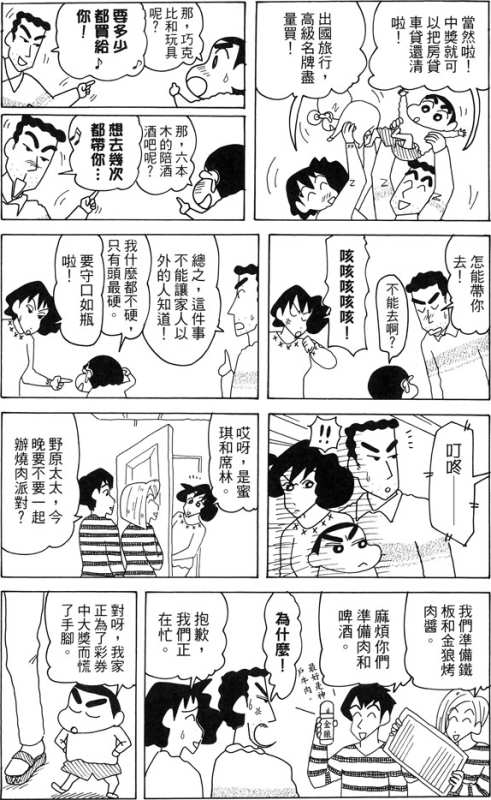 當然啦！
中獎就可
以把房貸
車貸還清
啦！
出國旅行，
高級名牌盡
量買！
那，巧克
比和玩具
呢？
要多少
都買給
你！
那，六本
木的陪酒
酒吧呢？
想去幾次
都帶你…
怎能帶你
去！
不能去啊？
咳咳咳咳咳！
總之，這件事
不能讓家人以
外的人知道！
我什麼都不硬，
只有頭最硬。
要守口如瓶
啦！
叮咚
!!
哎呀，是蜜
琪和席林。
野原太太，今
晚要不要一起
辦燒肉派對？
我們準備鐵
板和金狼烤
肉醬。
麻煩你們
準備肉和
啤酒。
最好是神
戶牛肉。
金狼
為什麼！
抱歉，
我們正
在忙。
對呀，我家
正為了彩券
中大獎而慌
了手腳。